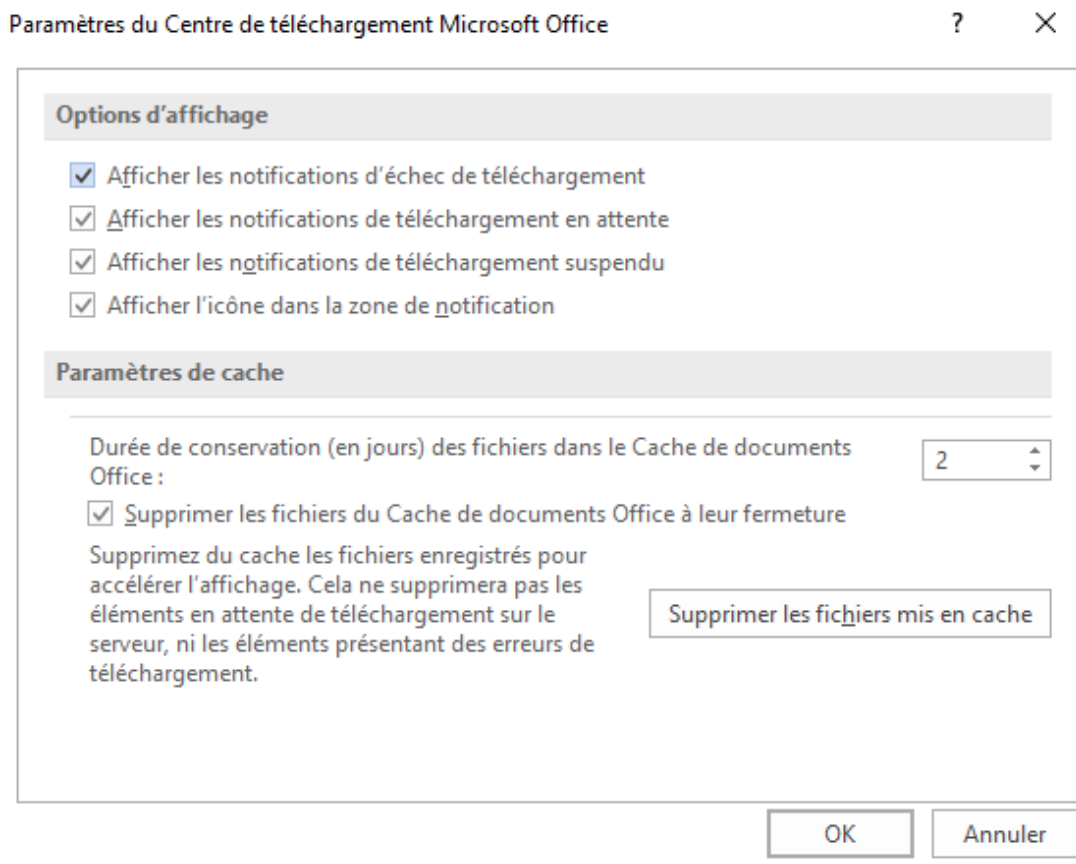 Paramètres du Centre de téléchargement Microsoft Office
?
Options d’affichage
Afficher les notifications d’échec de téléchargement
Afficher les notifications de téléchargement en attente
Afficher les notifications de téléchargement suspendu
Afficher l’icône dans la zone de notification
Paramètres de cache
Durée de conservation (en jours) des fichiers dans le Cache de documents
Office :
2
Supprimer les fichiers du Cache de documents Office à leur fermeture
Supprimez du cache les fichiers enregistrés pour
accélérer l’affichage. Cela ne supprimera pas les
éléments en attente de téléchargement sur le
serveur, ni les éléments présentant des erreurs de
téléchargement.
Supprimer les fichiers mis en cache
OK
Annuler